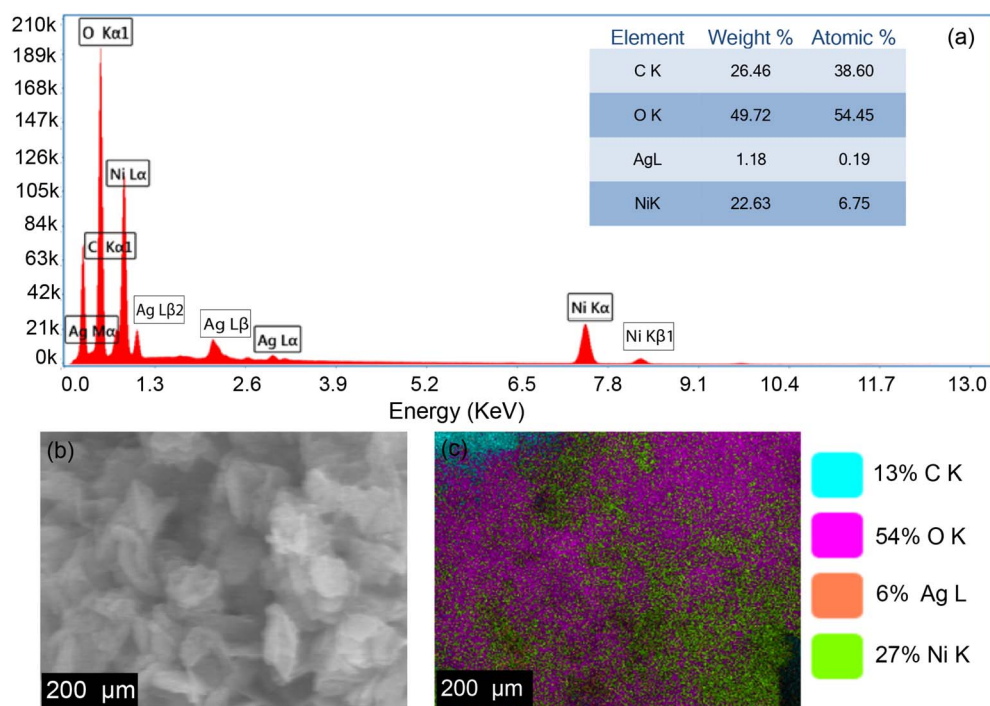 (a)
210k
189k
168k
147k
126k
105k
84k
63k
42k
21k
0k
O Kα1
Ni Lα
C Kα1
Ag Mα
Ag Lβ2
Ag Lβ
Ag Lα
Ni Kα
Ni Kβ1
Element Weight % Atomic %
C K 26.46 38.60
O K 49.72 54.45
AgL 1.18 0.19
NiK 22.63 6.75
0.0 1.3 2.6 3.9 5.2 6.5 7.8 9.1 10.4 11.7 13.0
Energy (KeV)
(b)
200 µm
(c)
200 µm
13% C K
54% O K
6% Ag L
27% Ni K